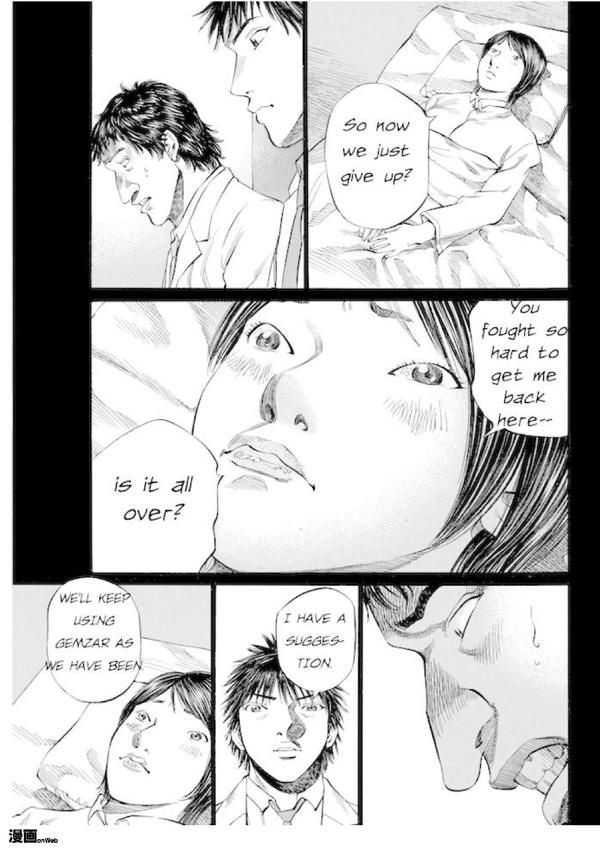 So now
we just
give up?
You
fought so
hard to
get me
back
here--
is it all
over?
I HAVE A
SUGGES-
TION.
WE'LL KEEP
USING
GEMZAR AS
WE HAVE BEEN
漫画onWeb